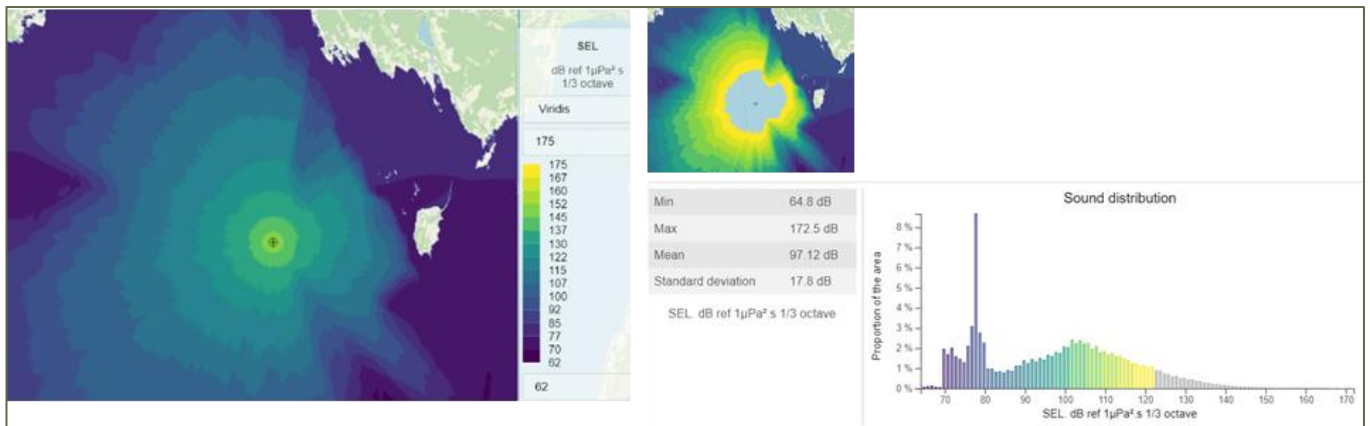 SEL
dB ref 1µPa².s
1/3 octave
Viridis
175
175
167
160
152
145
137
130
122
115
107
100
92
85
77
70
62
62
Min 64.8 dB
Max 172.5 dB
Mean 97.12 dB
Standard deviation 17.8 dB
SEL. dB ref 1µPa².s 1/3 octave
Sound distribution
Proportion of the area
8 %
7 %
6 %
5 %
4 %
3 %
2 %
1 %
0 %
70 80 90 100 110 120 130 140 150 160 170
SEL. dB ref 1µPa².s 1/3 octave